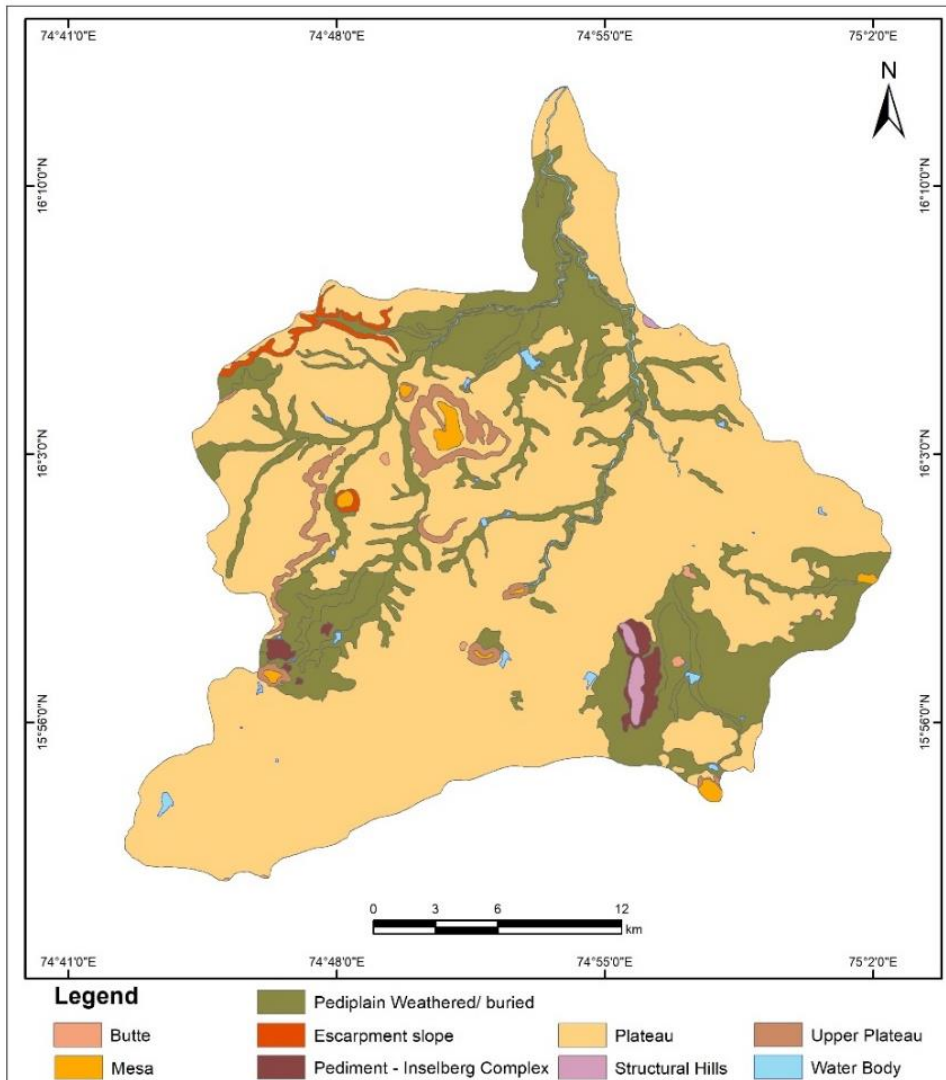 74°41'0"E 74°48'0"E 74°55'0"E 75°2'0"E
N
16°10'0"N 16°10'0"N
16°3'0"N 16°3'0"N
15°56'0"N 15°56'0"N
0 3 6 12
km
74°41'0"E 74°48'0"E 74°55'0"E 75°2'0"E
Legend
Pediplain Weathered/ buried
Butte Escarpment slope Plateau Upper Plateau
Mesa Pediment - Inselberg Complex Structural Hills Water Body